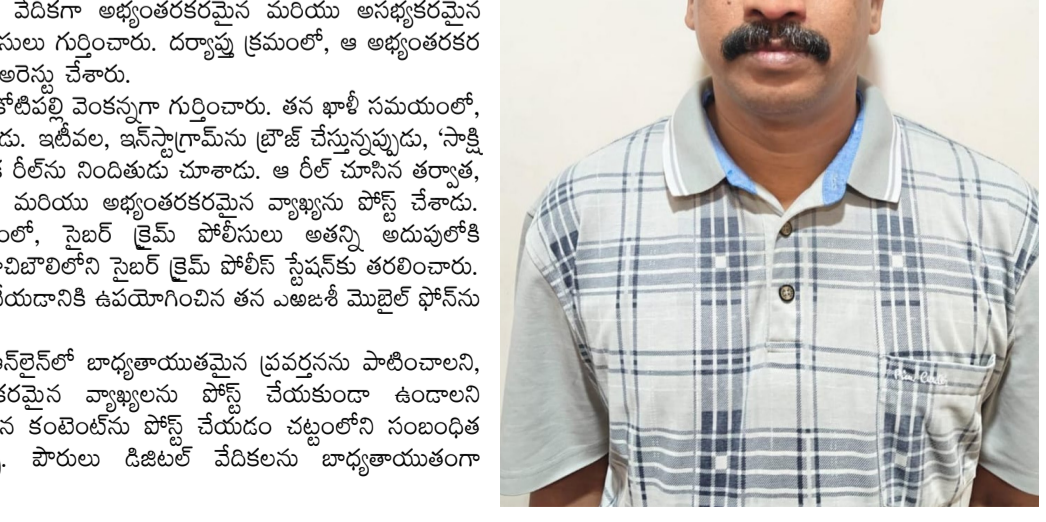 వేదికగా అభ్యంతరకరమైన మరియు అసభ్యకరమైన
సులు గుర్తించారు. దర్యాప్తు క్రమంలో, ఆ అభ్యంతరకర
అరెస్టు చేశారు.
కోటిపల్లి వెంకన్నగా గుర్తించారు. తన ఖాళీ సమయంలో,
డు. ఇటీవల, ఇన్‌స్టాగ్రామ్‌ను బ్రౌజ్ చేస్తున్నప్పుడు, ‘సాక్షి
రీల్‌ను నిందితుడు చూశాడు. ఆ రీల్ చూసిన తర్వాత,
మరియు అభ్యంతరకరమైన వ్యాఖ్యను పోస్ట్ చేశాడు.
లో, సైబర్ క్రైమ్ పోలీసులు అతన్ని అదుపులోకి
చిబౌలిలోని సైబర్ క్రైమ్ పోలీస్ స్టేషన్‌కు తరలించారు.
చేయడానికి ఉపయోగించిన తన ఎఅజశీ మొబైల్ ఫోన్‌ను
ఆన్‌లైన్‌లో బాధ్యతాయుతమైన ప్రవర్తనను పాటించాలని,
కరమైన వ్యాఖ్యలను పోస్ట్ చేయకుండా ఉండాలని
న కంటెంట్‌ను పోస్ట్ చేయడం చట్టంలోని సంబంధిత
పౌరులు డిజిటల్ వేదికలను బాధ్యతాయుతంగా